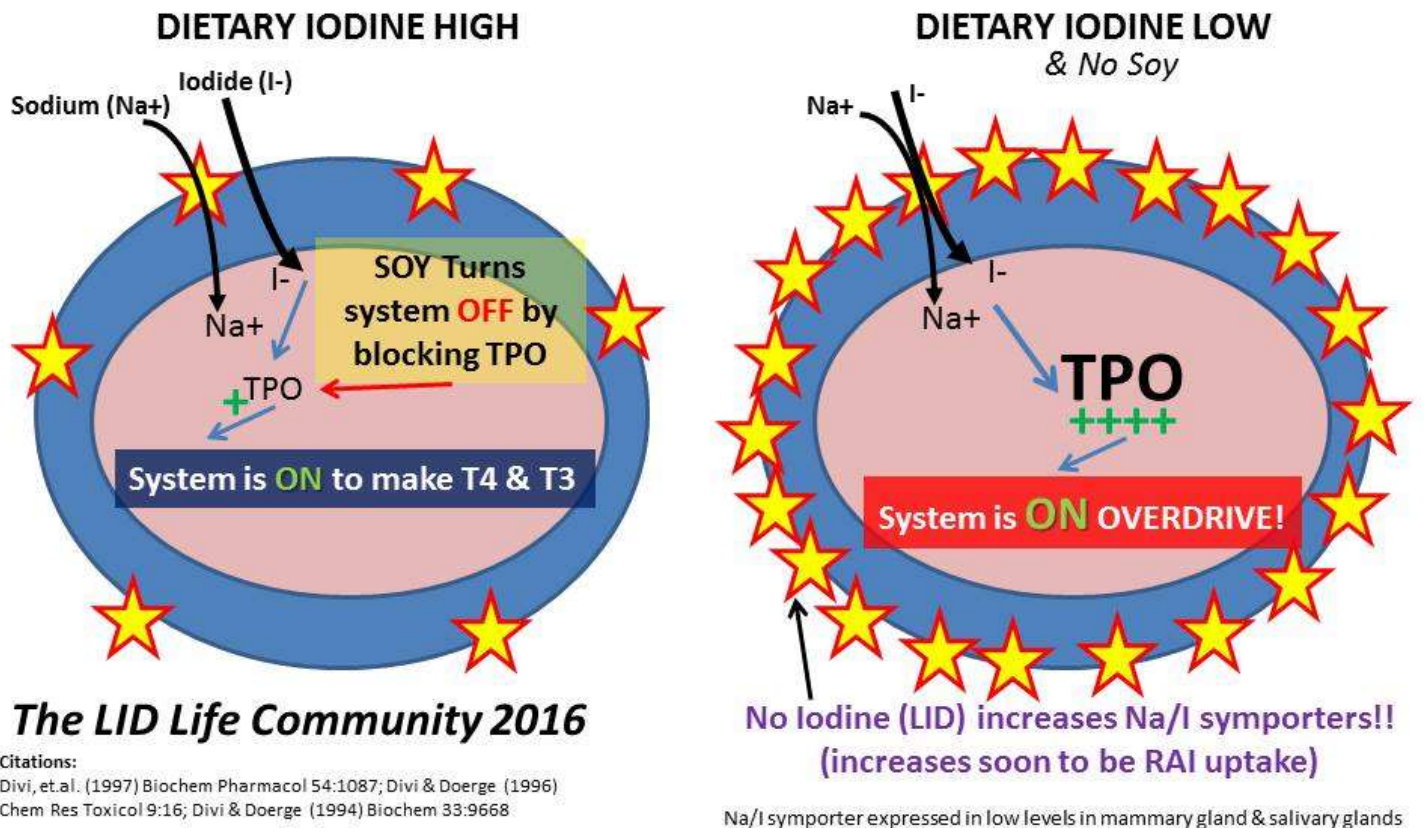 DIETARY IODINE HIGH
Iodide (I-)
Sodium (Na+)
I-
Na+
SOY Turns
system OFF by
blocking TPO
TPO
+
System is ON to make T4 & T3
The LID Life Community 2016
Citations:
Divi, et.al. (1997) Biochem Pharmacol 54:1087; Divi & Doerge (1996)
Chem Res Toxicol 9:16; Divi & Doerge (1994) Biochem 33:9668
DIETARY IODINE LOW
& No Soy
I-
Na+
I-
Na+
TPO
++++
System is ON OVERDRIVE!
No Iodine (LID) increases Na/I symporters!!
(increases soon to be RAI uptake)
Na/I symporter expressed in low levels in mammary gland & salivary glands